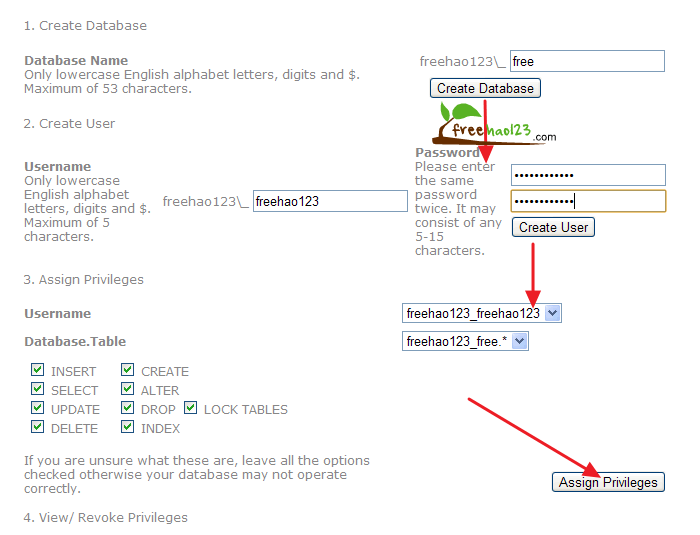 1. Create Database
Database Name
Only lowercase English alphabet letters, digits and $.
Maximum of 53 characters.
freehao123\_ free
Create Database
freehao123.com
2. Create User
Username
Only lowercase
English alphabet
letters, digits and $.
Maximum of 5
characters.
freehao123\_ freehao123
Password
Please enter
the same
password
twice. It may
consist of any
5-15
characters.
••••••••••••
••••••••••••
Create User
3. Assign Privileges
Username freehao123_freehao123
Database.Table freehao123_free.*
INSERT CREATE
SELECT ALTER
UPDATE DROP LOCK TABLES
DELETE INDEX
If you are unsure what these are, leave all the options
checked otherwise your database may not operate
correctly.
Assign Privileges
4. View/ Revoke Privileges